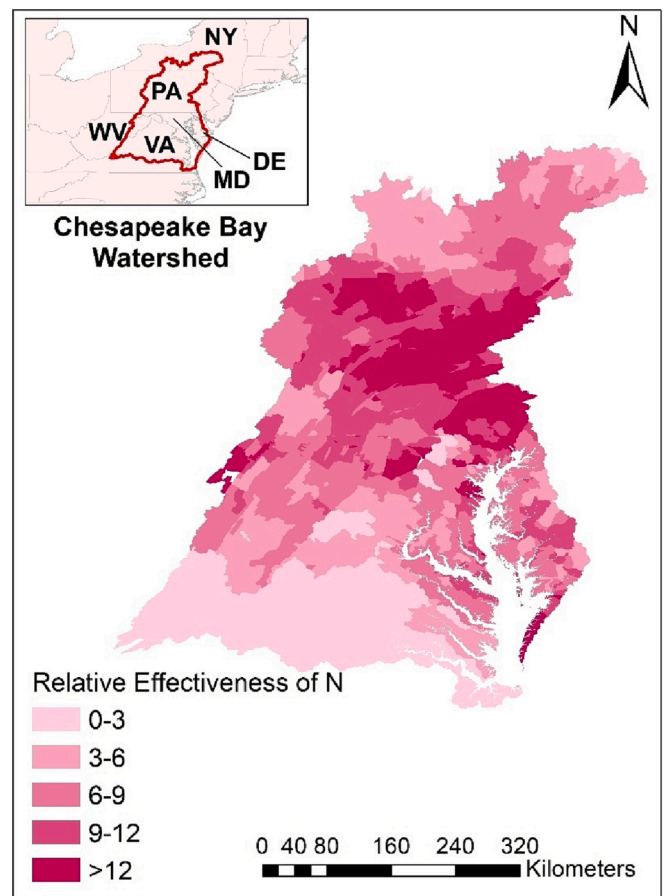 NY
N
PA
WV
VA
DE
MD
Chesapeake Bay
Watershed
Relative Effectiveness of N
0-3
3-6
6-9
9-12
>12
0 40 80 160 240 320
Kilometers